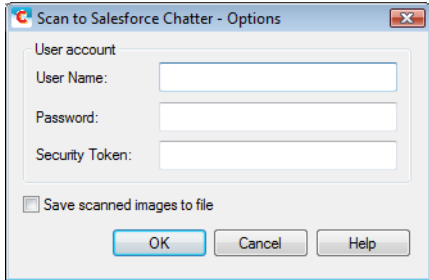 Scan to Salesforce Chatter - Options
User account
User Name:
Password:
Security Token:
Save scanned images to file
OK Cancel Help